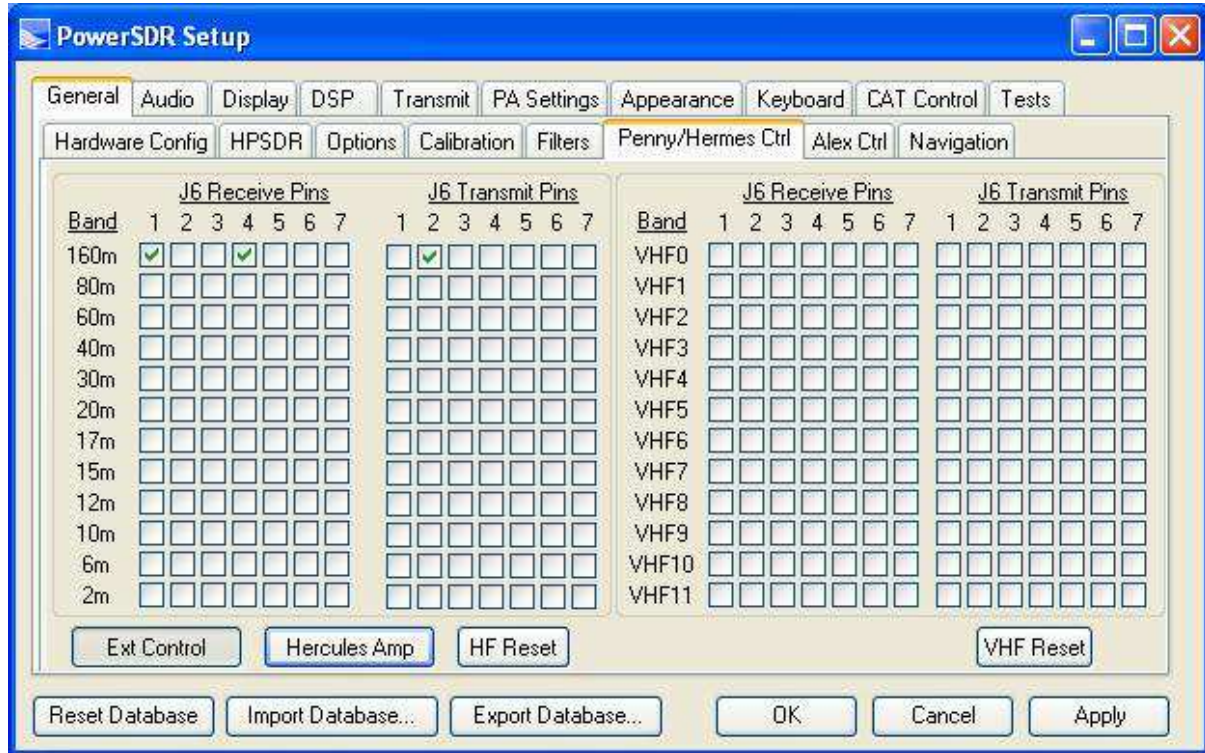 PowerSDR Setup
General Audio Display DSP Transmit PA Settings Appearance Keyboard CAT Control Tests
Hardware Config HPSDR Options Calibration Filters Penny/Hermes Ctrl Alex Ctrl Navigation
J6 Receive Pins J6 Transmit Pins J6 Receive Pins J6 Transmit Pins
Band 1 2 3 4 5 6 7 1 2 3 4 5 6 7 Band 1 2 3 4 5 6 7 1 2 3 4 5 6 7
160m VHF0
80m VHF1
60m VHF2
40m VHF3
30m VHF4
20m VHF5
17m VHF6
15m VHF7
12m VHF8
10m VHF9
6m VHF10
2m VHF11
Ext Control Hercules Amp HF Reset VHF Reset
Reset Database Import Database... Export Database... OK Cancel Apply